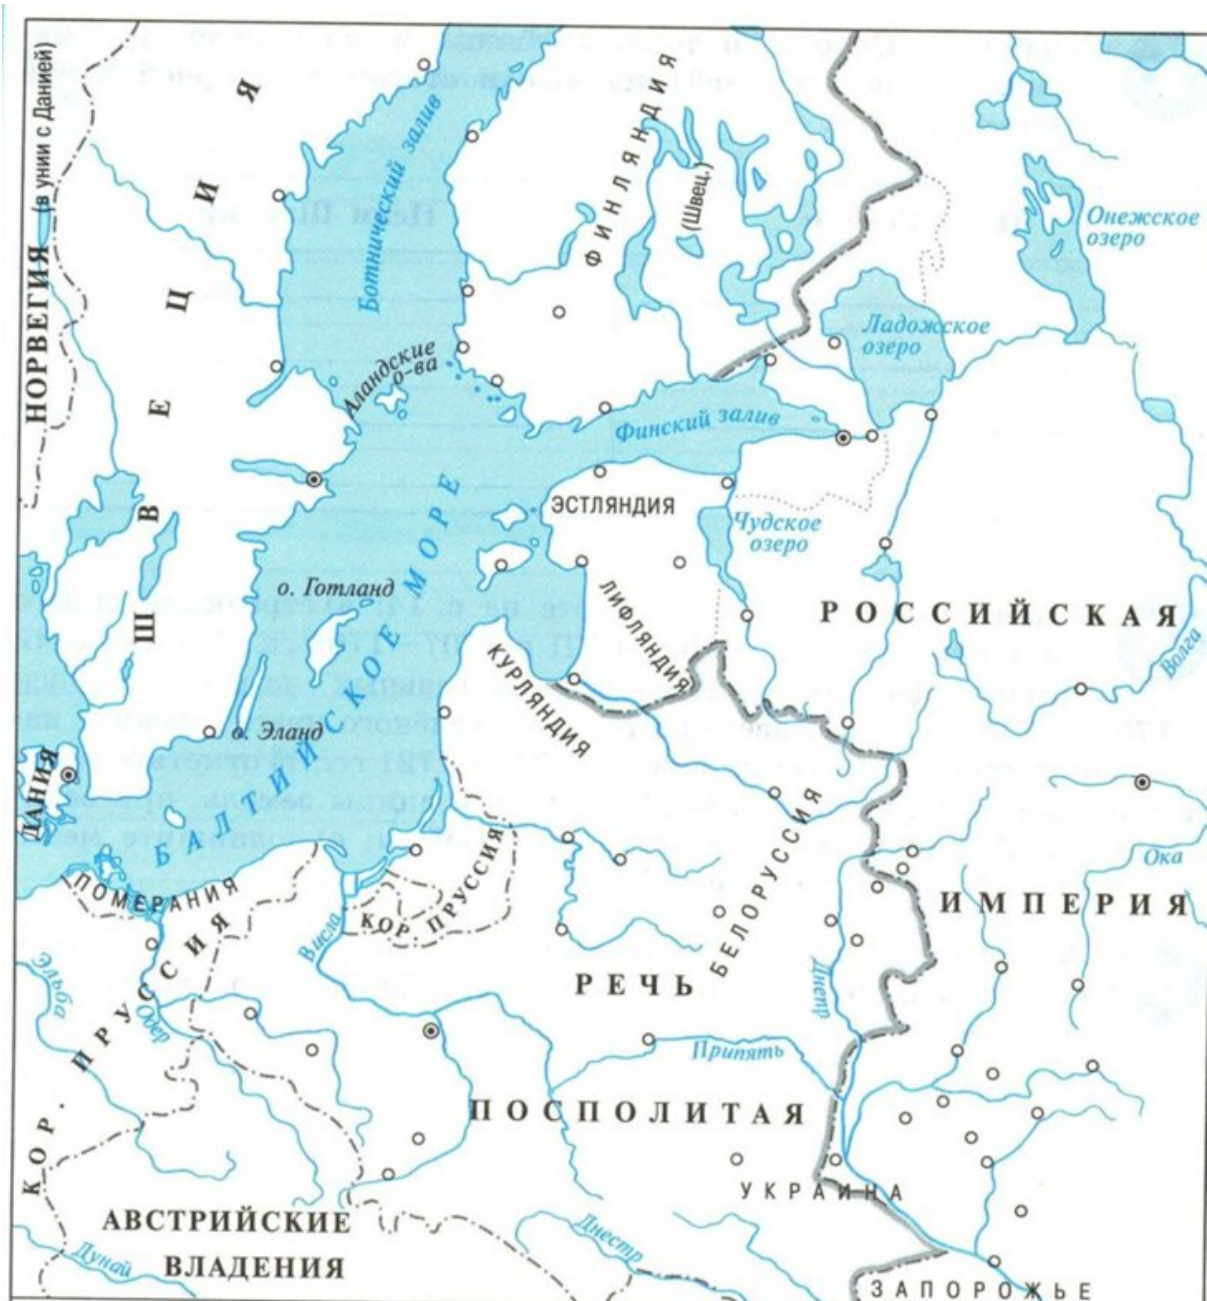 НОРВЕГИЯ (в унии с Данией)
ШВЕЦИЯ
Ботнический залив
ФИНЛЯНДИЯ
(Швец.)
Онежское
озеро
Ладожское
озеро
Аландские
о-ва
Финский залив
ЭСТЛЯНДИЯ
Чудское
озеро
о. Готланд
БАЛТИЙСКОЕ МОРЕ
ЛИФЛЯНДИЯ
РОССИЙСКАЯ
Волга
КУРЛЯНДИЯ
о. Эланд
ДАНИЯ
Ока
ПОМЕРАНИЯ
КОР. ПРУССИЯ
БЕЛОРУССИЯ
ИМПЕРИЯ
Висла
Эльба
Одер
КОР. ПРУССИЯ
РЕЧЬ
Днепр
Припять
ПОСПОЛИТАЯ
УКРАИНА
АВСТРИЙСКИЕ
ВЛАДЕНИЯ
Дунай
Днестр
ЗАПОРОЖЬЕ